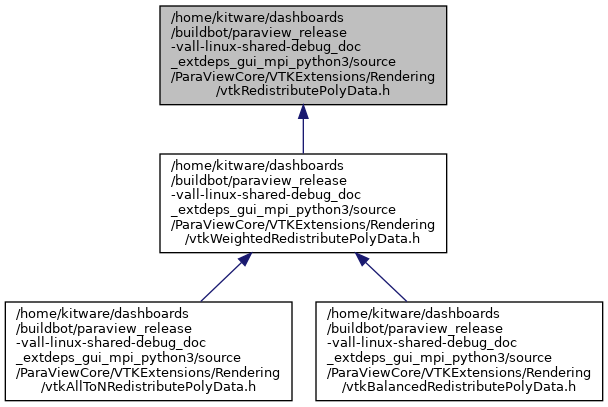 /home/kitware/dashboards
/buildbot/paraview_release
-vall-linux-shared-debug_doc
_extdeps_gui_mpi_python3/source
/ParaViewCore/VTKExtensions/Rendering
/vtkRedistributePolyData.h
/home/kitware/dashboards
/buildbot/paraview_release
-vall-linux-shared-debug_doc
_extdeps_gui_mpi_python3/source
/ParaViewCore/VTKExtensions/Rendering
/vtkWeightedRedistributePolyData.h
/home/kitware/dashboards
/buildbot/paraview_release
-vall-linux-shared-debug_doc
_extdeps_gui_mpi_python3/source
/ParaViewCore/VTKExtensions/Rendering
/vtkAllToNRedistributePolyData.h
/home/kitware/dashboards
/buildbot/paraview_release
-vall-linux-shared-debug_doc
_extdeps_gui_mpi_python3/source
/ParaViewCore/VTKExtensions/Rendering
/vtkBalancedRedistributePolyData.h